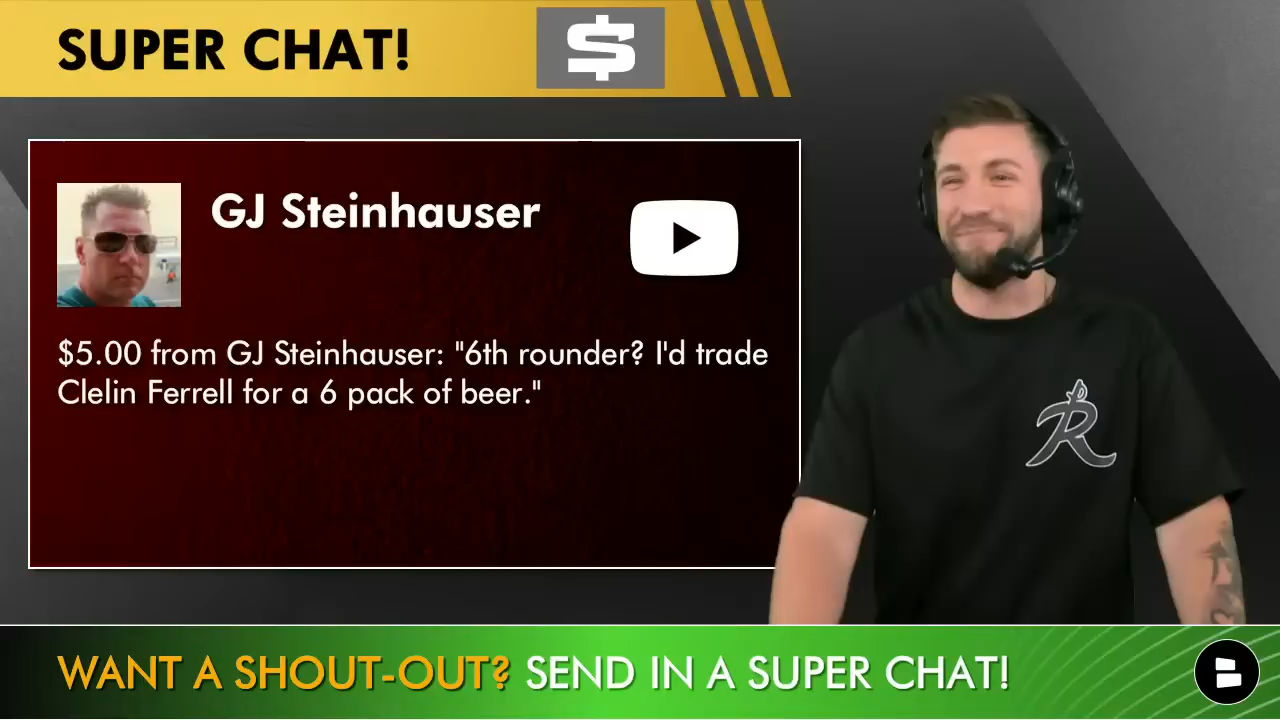 SUPER CHAT!
$
GJ Steinhauser
$5.00 from GJ Steinhauser: "6th rounder? I'd trade
Clelin Ferrell for a 6 pack of beer."
R
WANT A SHOUT-OUT? SEND IN A SUPER CHAT!